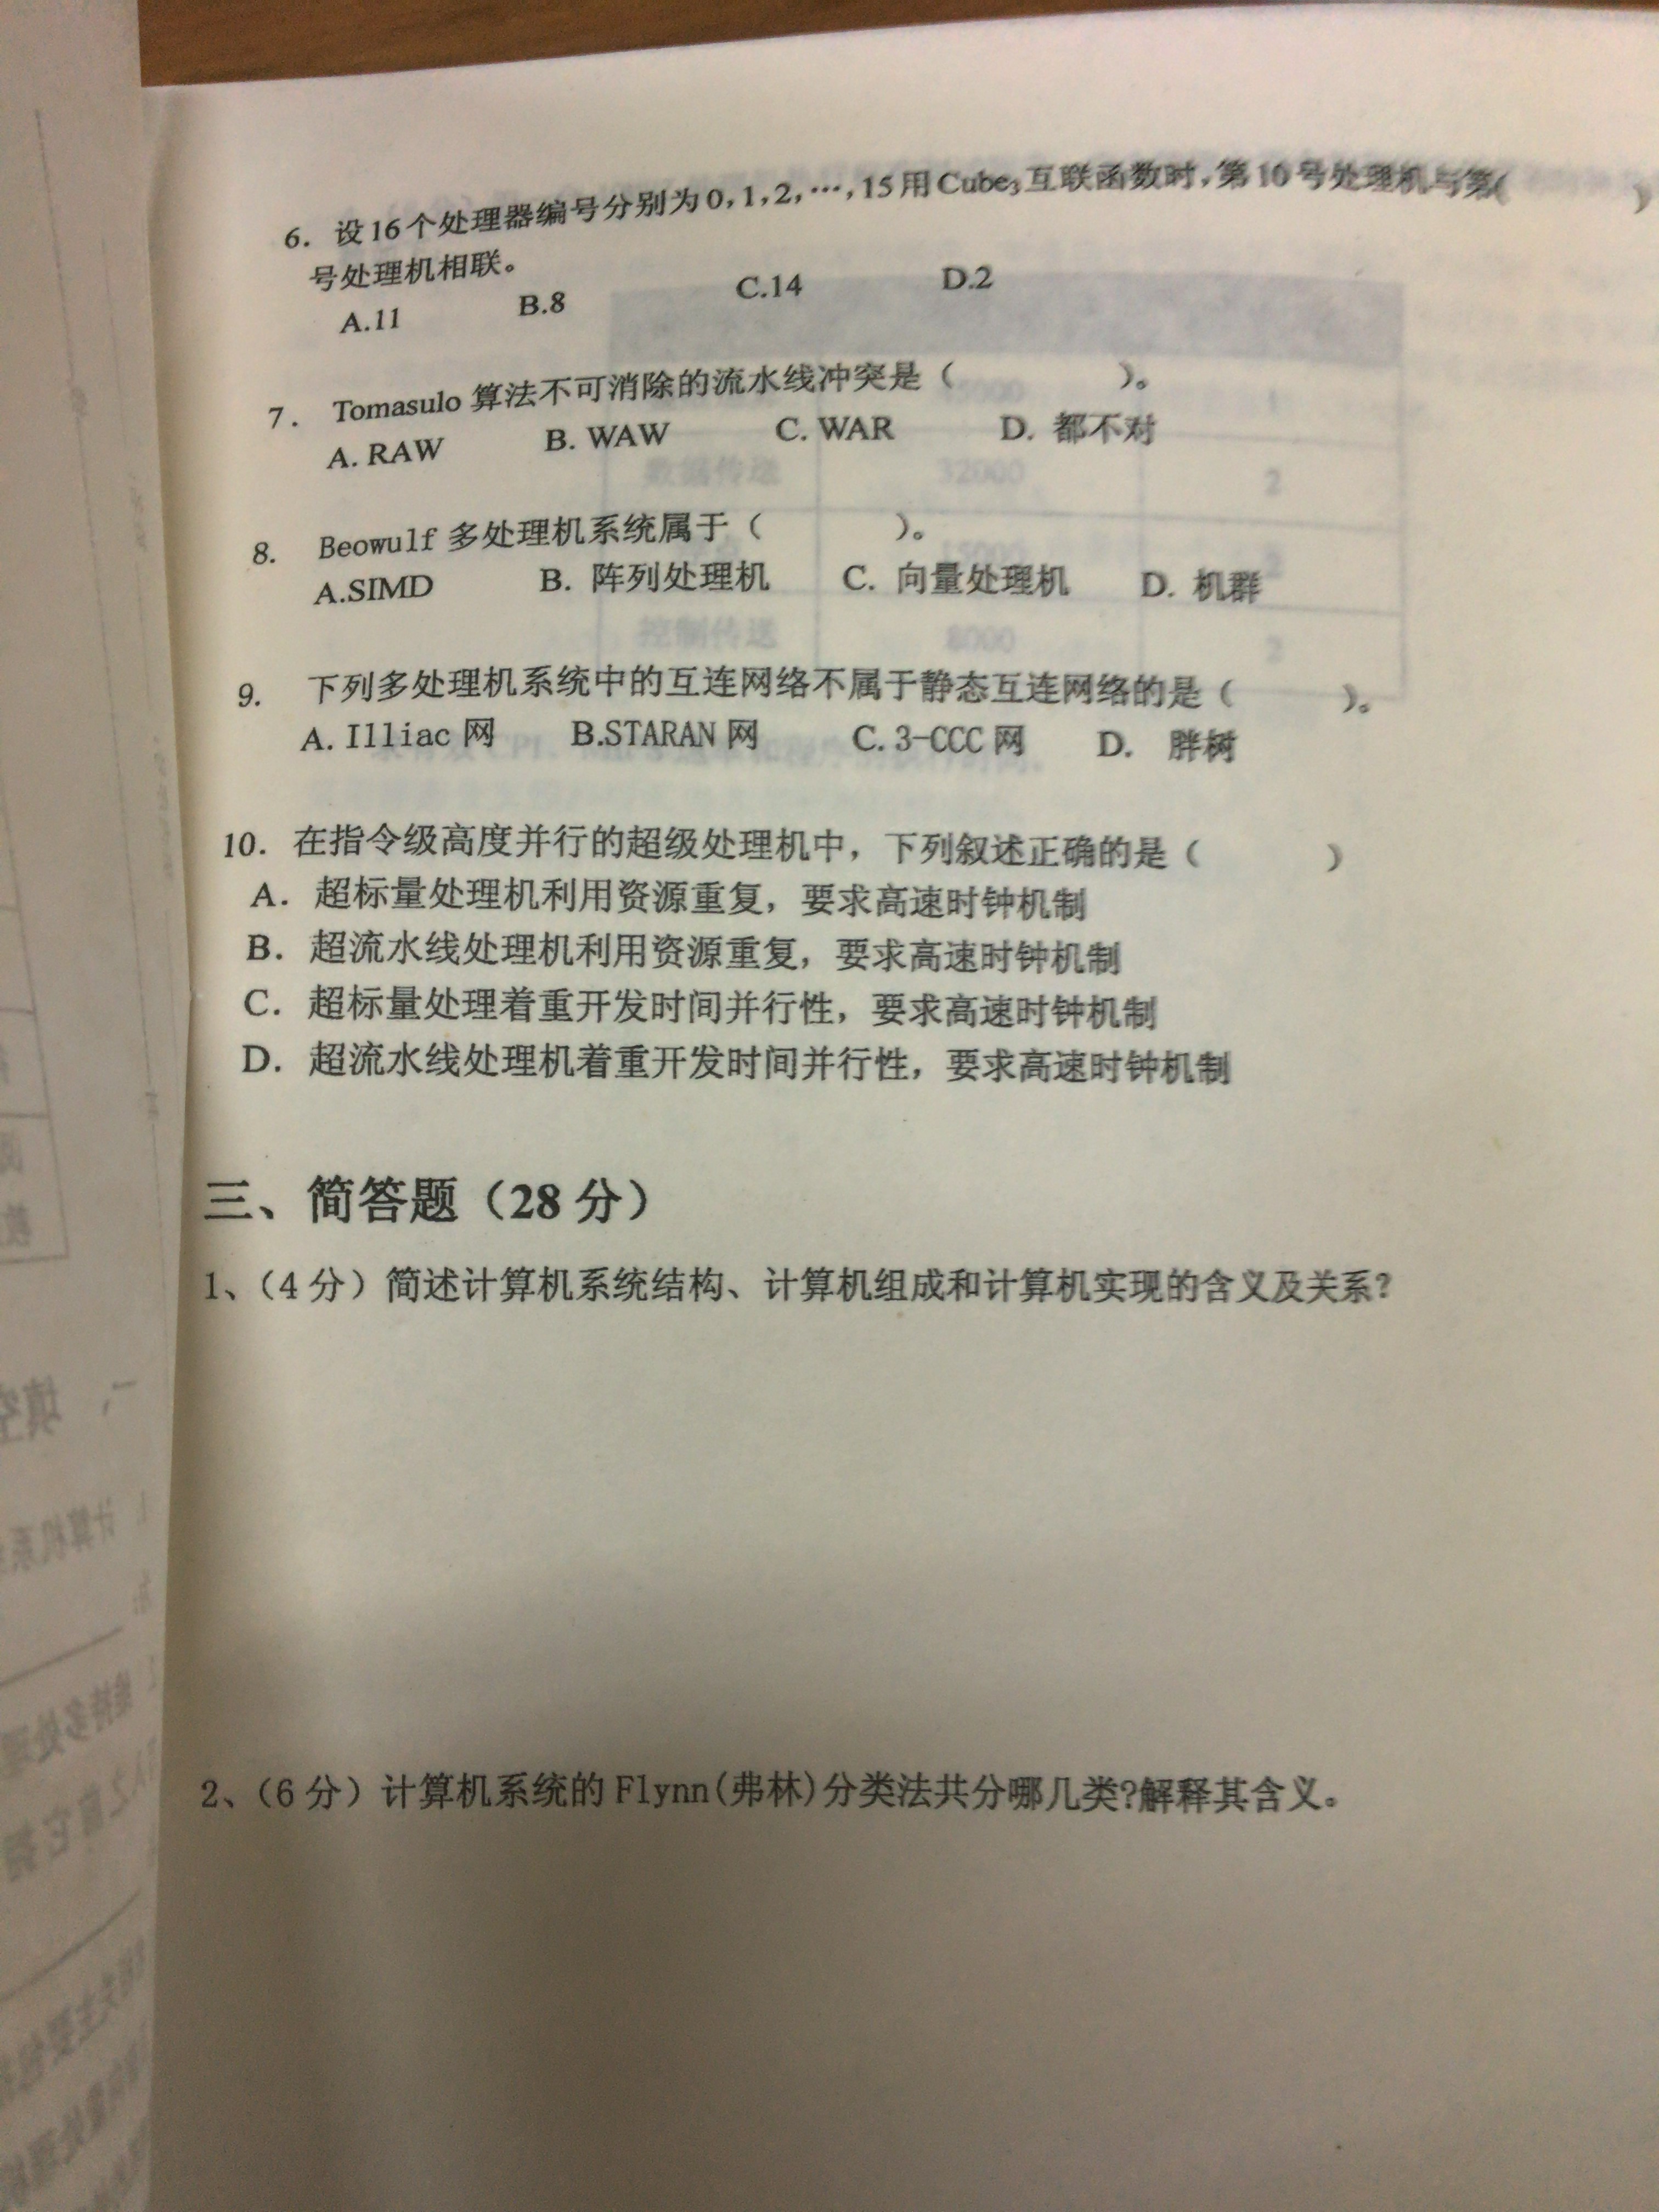 6. 设16个处理器编号分别为0,1,2,…,15用Cube₃互联函数时,第10号处理机与第( )
号处理机相联。
A.11 B.8 C.14 D.2
7. Tomasulo 算法不可消除的流水线冲突是（ ）。
A. RAW B. WAW C. WAR D. 都不对
8. Beowulf 多处理机系统属于（ ）。
A.SIMD B. 阵列处理机 C. 向量处理机 D. 机群
9. 下列多处理机系统中的互连网络不属于静态互连网络的是（ ）。
A. Illiac 网 B.STARAN 网 C. 3-CCC 网 D. 胖树
10. 在指令级高度并行的超级处理机中，下列叙述正确的是（ ）
A. 超标量处理机利用资源重复，要求高速时钟机制
B. 超流水线处理机利用资源重复，要求高速时钟机制
C. 超标量处理着重开发时间并行性，要求高速时钟机制
D. 超流水线处理机着重开发时间并行性，要求高速时钟机制
三、简答题（28 分）
1、（4 分）简述计算机系统结构、计算机组成和计算机实现的含义及关系？
2、（6 分）计算机系统的 Flynn(弗林)分类法共分哪几类?解释其含义。